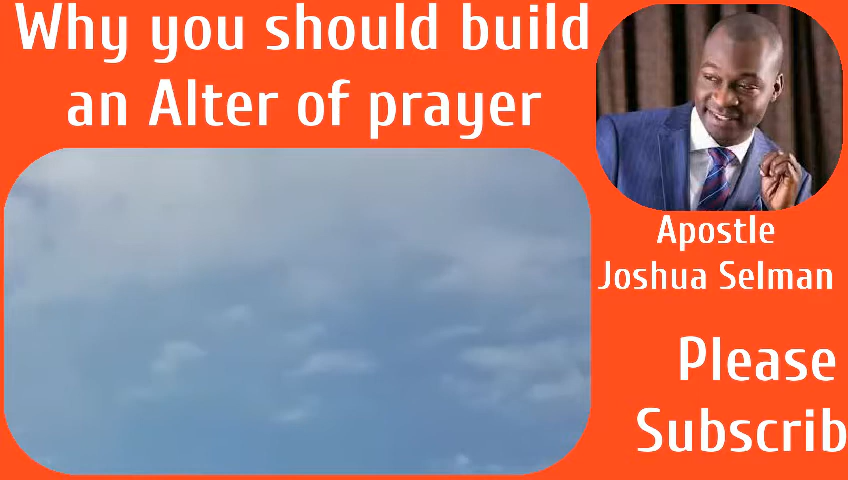 Why you should build
an Alter of prayer
Apostle
Joshua Selman
Please
Subscrib